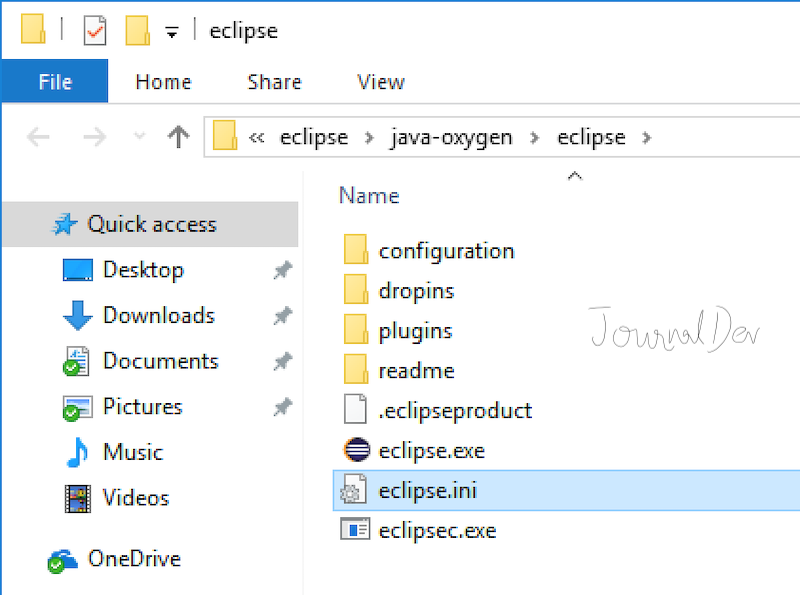 eclipse
File Home Share View
« eclipse > java-oxygen > eclipse >
Name
Quick access
Desktop
Downloads
Documents
Pictures
Music
Videos
OneDrive
configuration
dropins
plugins
readme
.eclipseproduct
eclipse.exe
eclipse.ini
eclipsec.exe
JournalDev